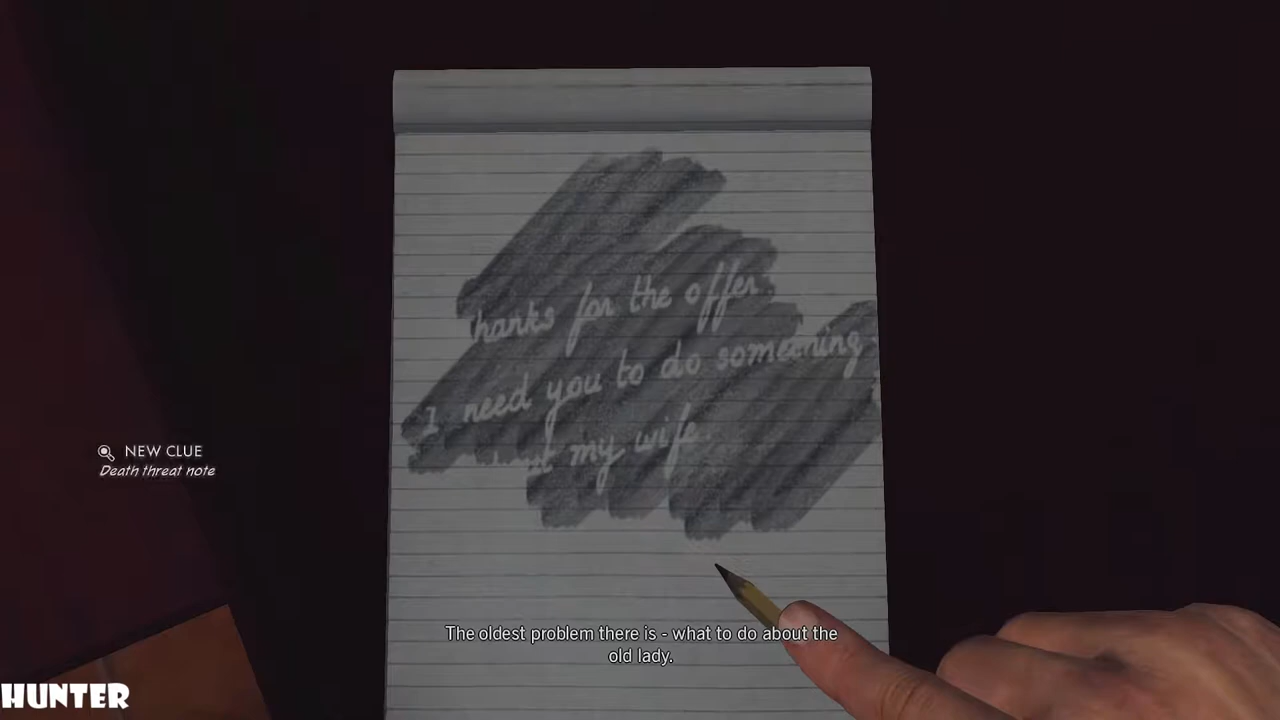 hanks for the offer.
I need you to do something
my wife.
NEW CLUE
Death threat note
The oldest problem there is - what to do about the
old lady.
HUNTER